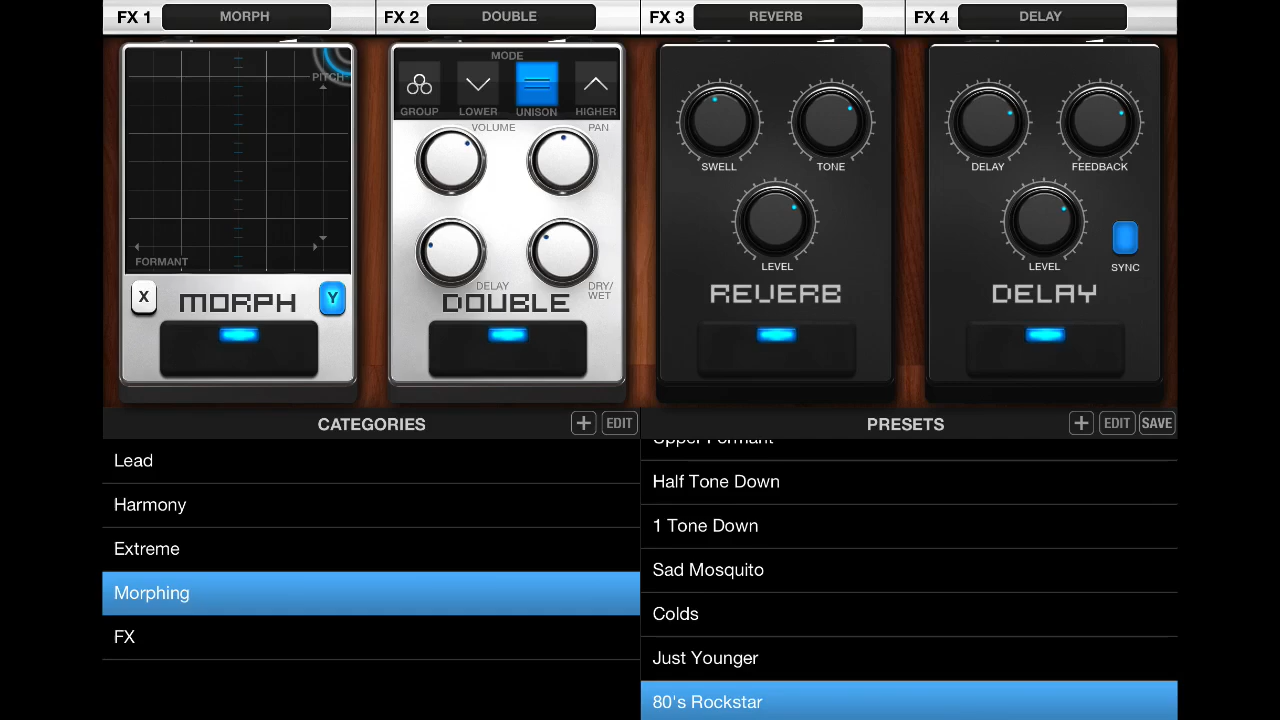 FX 1 MORPH FX 2 DOUBLE FX 3 REVERB FX 4 DELAY
PITCH
FORMANT
X MORPH Y
MODE
GROUP LOWER UNISON HIGHER
VOLUME PAN
DELAY DRY/
WET
DOUBLE
SWELL TONE
LEVEL
REVERB
DELAY FEEDBACK
LEVEL SYNC
DELAY
CATEGORIES + EDIT
Lead
Harmony
Extreme
Morphing
FX
PRESETS + EDIT SAVE
Upper Formant
Half Tone Down
1 Tone Down
Sad Mosquito
Colds
Just Younger
80's Rockstar